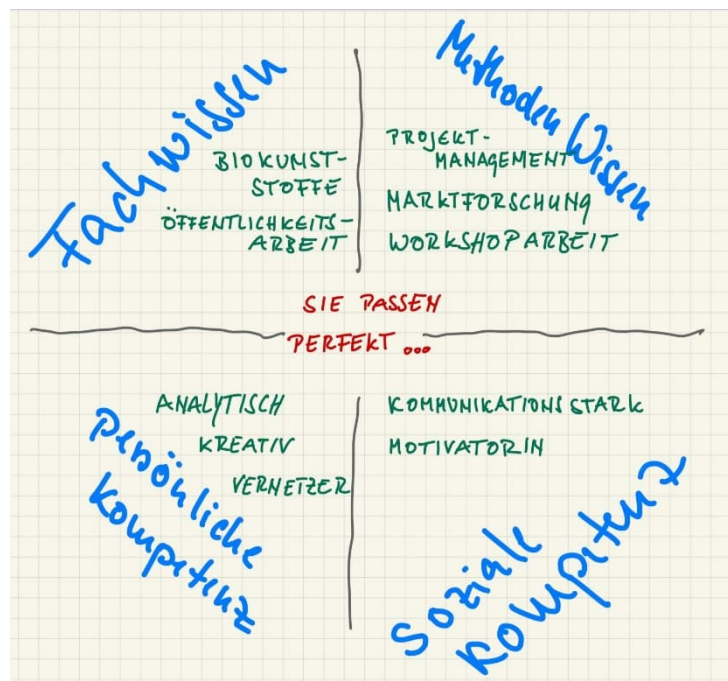 Fachwissen
BIOKUNST-
STOFFE
ÖFFENTLICHKEITS-
ARBEIT
Methoden Wissen
PROJEKT-
MANAGEMENT
MARKTFORSCHUNG
WORKSHOPARBEIT
SIE PASSEN
PERFEKT ...
ANALYTISCH
KREATIV
VERNETZER
persönliche
Kompetenz
KOMMUNIKATIONSSTARK
MOTIVATORIN
Soziale
Kompetenz